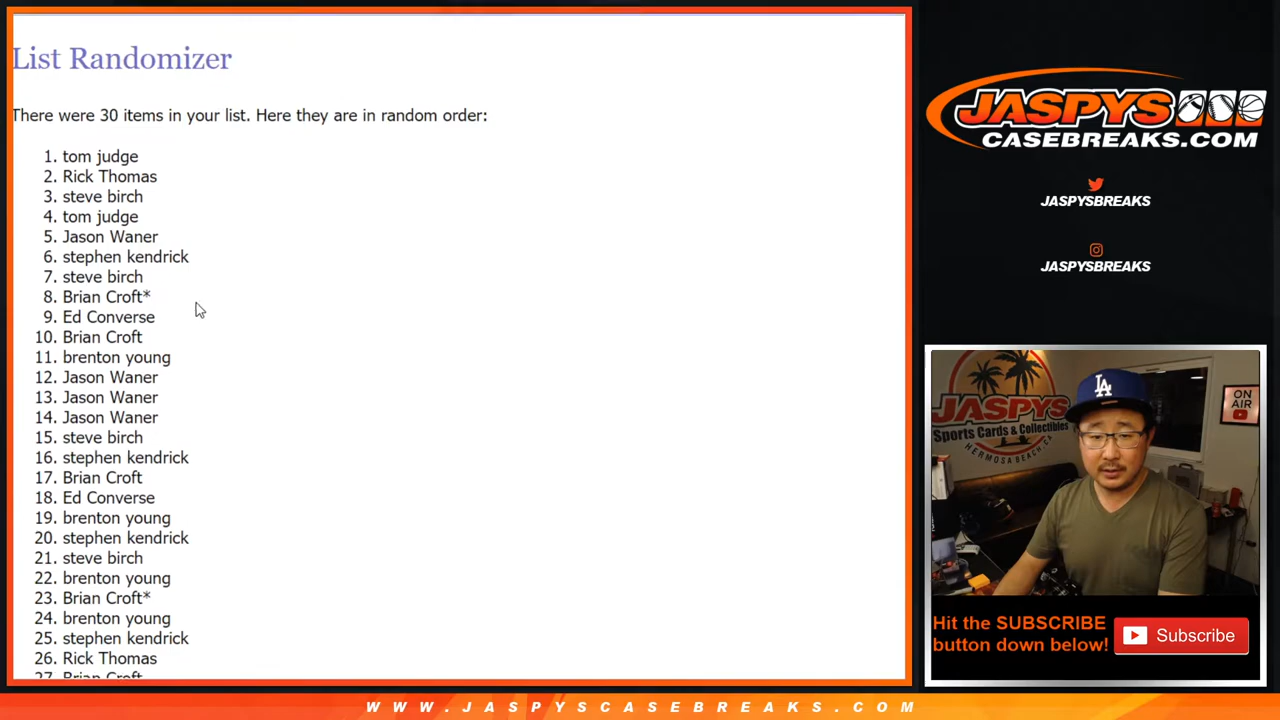 List Randomizer
There were 30 items in your list. Here they are in random order:
1. tom judge
2. Rick Thomas
3. steve birch
4. tom judge
5. Jason Waner
6. stephen kendrick
7. steve birch
8. Brian Croft*
9. Ed Converse
10. Brian Croft
11. brenton young
12. Jason Waner
13. Jason Waner
14. Jason Waner
15. steve birch
16. stephen kendrick
17. Brian Croft
18. Ed Converse
19. brenton young
20. stephen kendrick
21. steve birch
22. brenton young
23. Brian Croft*
24. brenton young
25. stephen kendrick
26. Rick Thomas
27. Brian Croft
JASPYS
CASEBREAKS.COM
JASPYSBREAKS
JASPYSBREAKS
JASPYS
Sports Cards & Collectibles
HERMOSA BEACH, CA
LA
ON
AIR
Hit the SUBSCRIBE
button down below!
Subscribe
WWW.JASPYSCASEBREAKS.COM